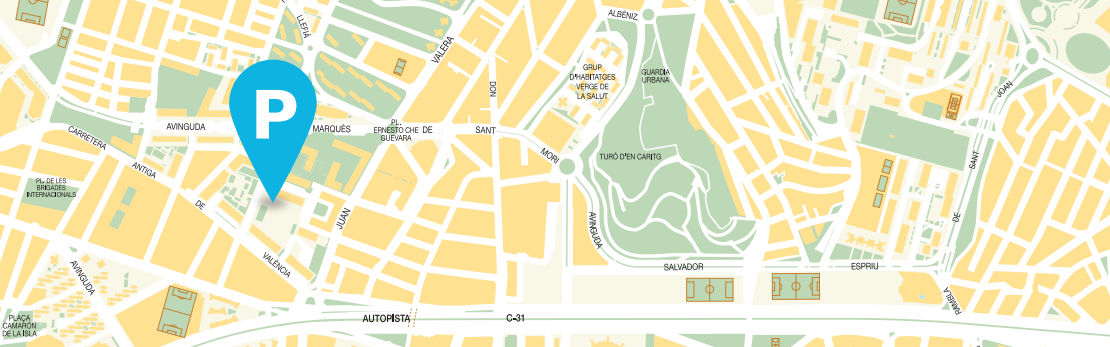 ALBÉNIZ
LLEFIÀ
VALERA
GRUP
D'HABITATGES
VERGE DE
LA SALUT
GUARDIA
URBANA
DON
JOAN
P
AVINGUDA
MARQUÈS
PL.
ERNESTO CHE
GUEVARA
DE
SANT
CARRETERA
MORI
TURÓ D'EN CARITG
SANT
ANTIGA
PL. DE LES
BRIGADES
INTERNACIONALS
DE
JUAN
AVINGUDA
DE
VALÈNCIA
AVINGUDA
SALVADOR
ESPRIU
RAMBLA
PLAÇA
CAMARÓN
DE LA ISLA
AUTOPISTA
C-31